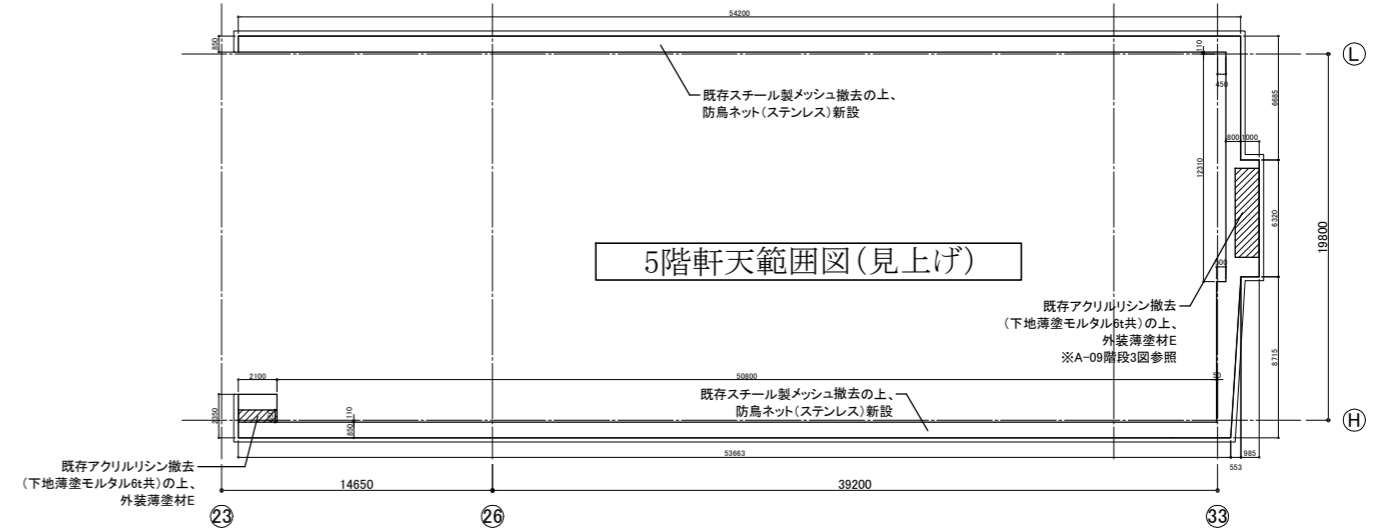 54200
850
110
L
既存スチール製メッシュ撤去の上、
防鳥ネット(ステンレス)新設
450
6685
800
1000
12310
6320
19800
5階軒天範囲図(見上げ)
既存アクリルリシン撤去
(下地薄塗モルタル6t共)の上、
外装薄塗材E
※A-09階段3図参照
8715
2100
50800
50
既存スチール製メッシュ撤去の上、
防鳥ネット(ステンレス)新設
2350
110
850
H
53663
985
553
既存アクリルリシン撤去
(下地薄塗モルタル6t共)の上、
外装薄塗材E
14650
39200
23
26
33